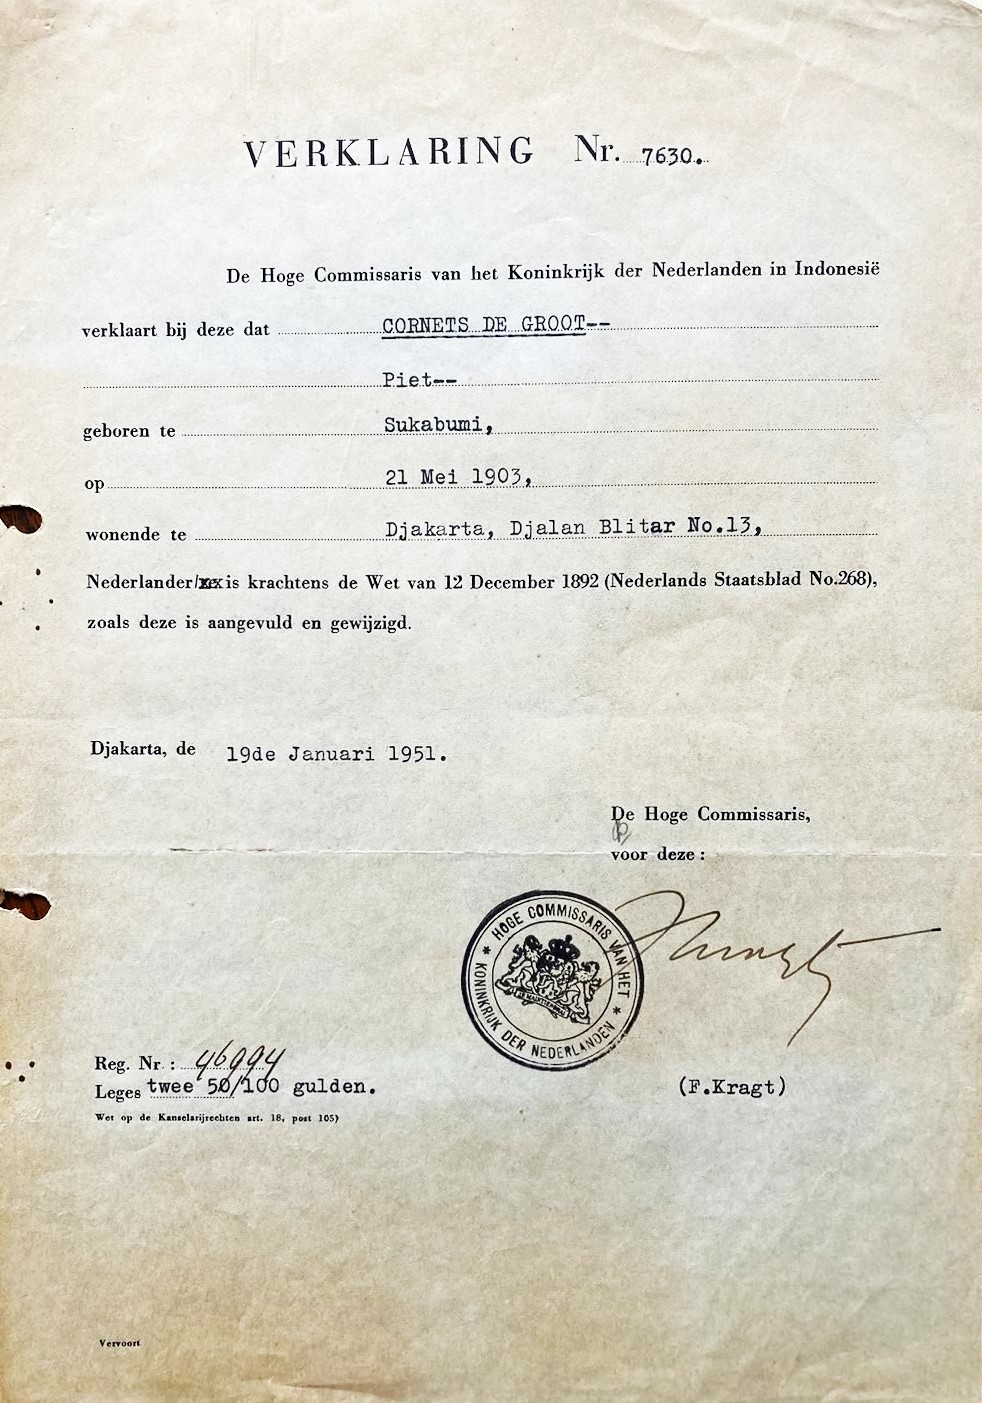 VERKLARING Nr. 7630.
De Hoge Commissaris van het Koninkrijk der Nederlanden in Indonesië
verklaart bij deze dat CORNETS DE GROOT--
Piet--
geboren te Sukabumi,
op 21 Mei 1903,
wonende te Djakarta, Djalan Blitar No.13,
Nederlander/xxx is krachtens de Wet van 12 December 1892 (Nederlands Staatsblad No.268),
zoals deze is aangevuld en gewijzigd.
Djakarta, de 19de Januari 1951.
De Hoge Commissaris,
voor deze :
HOGE COMMISSARIS VAN HET
KONINKRIJK DER NEDERLANDEN
(F.Kragt)
Reg. Nr : 46994
Leges twee 50/100 gulden.
Wet op de Kanselarijrechten art. 18, post 105)
Vervoort